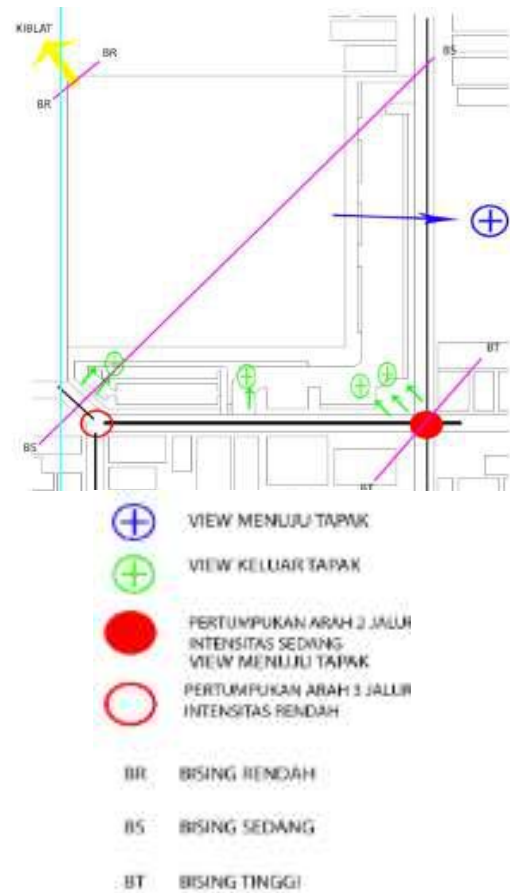 KIBLAT
BR
BR
BS
BT
BS
BT
VIEW MENUJU TAPAK
VIEW KELUAR TAPAK
PERTUMPUKAN ARAH 2 JALUR
INTENSITAS SEDANG
VIEW MENUJU TAPAK
PERTUMPUKAN ARAH 3 JALUR
INTENSITAS RENDAH
BR BISING RENDAH
BS BISING SEDANG
BT BISING TINGGI